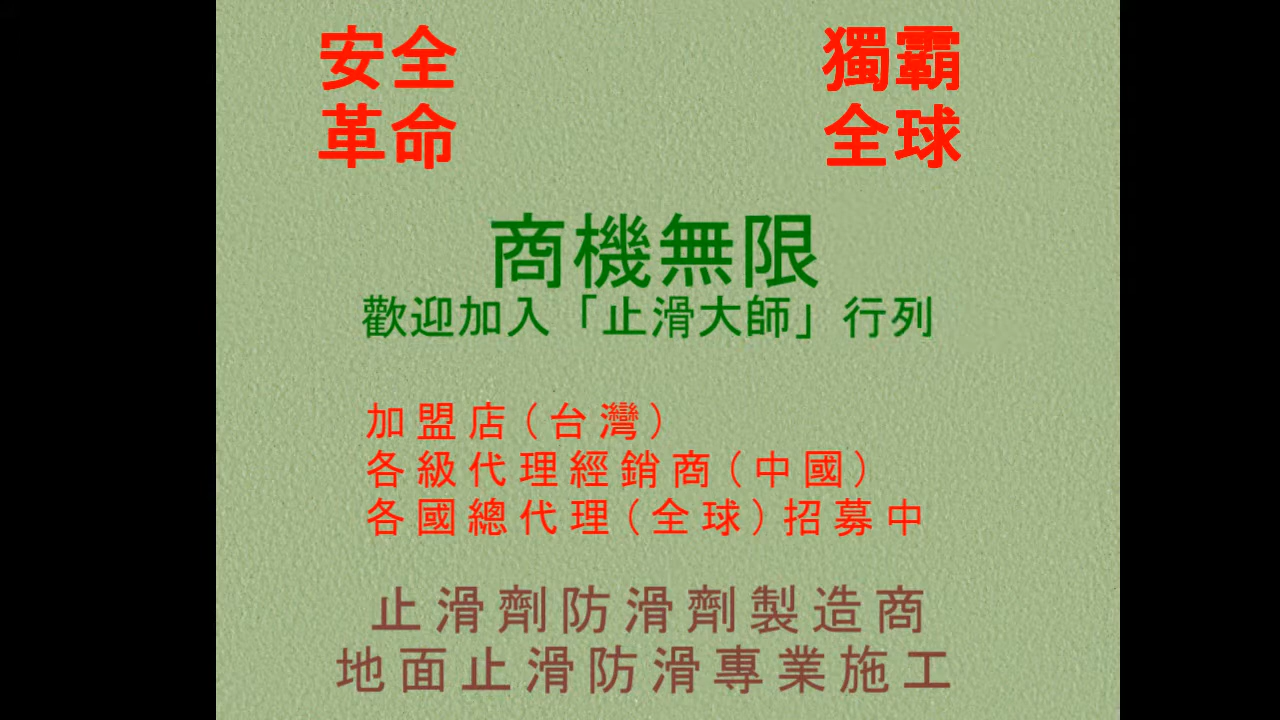 安全
革命
獨霸
全球
商機無限
歡迎加入「止滑大師」行列
加盟店(台灣)
各級代理經銷商(中國)
各國總代理(全球)招募中
止滑劑防滑劑製造商
地面止滑防滑專業施工